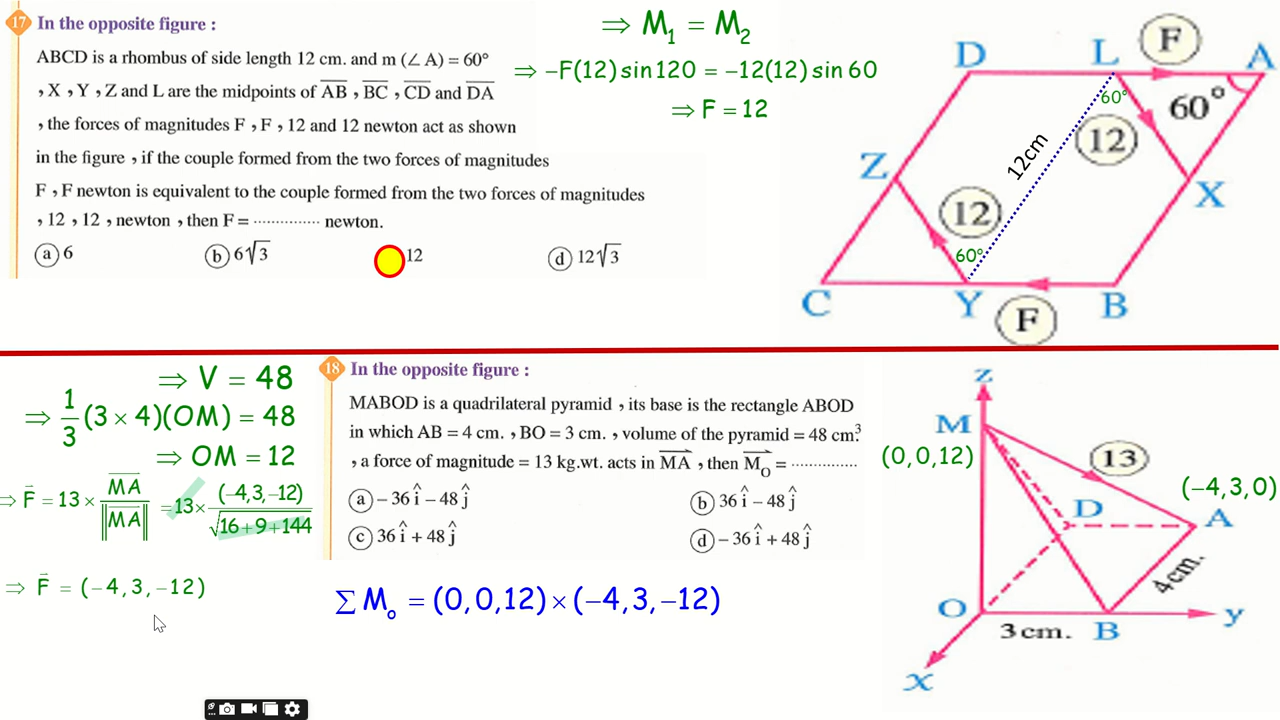 17 In the opposite figure :
ABCD is a rhombus of side length 12 cm. and m (∠ A) = 60°
, X , Y , Z and L are the midpoints of AB , BC , CD and DA
, the forces of magnitudes F , F , 12 and 12 newton act as shown
in the figure , if the couple formed from the two forces of magnitudes
F , F newton is equivalent to the couple formed from the two forces of magnitudes
, 12 , 12 , newton , then F = ............... newton.
(a) 6
(b) 6√3
12
(d) 12√3
⇒ M₁ = M₂
⇒ -F(12) sin 120 = -12(12) sin 60
⇒ F = 12
D L F A
60°
60°
12
12cm
Z
X
12
60°
C Y B
F
⇒ V = 48
⇒ 1/3 (3 × 4)(OM) = 48
⇒ OM = 12
⇒ F = 13 × MA/‖MA‖ = 13 × (-4,3,-12)/√16+9+144
⇒ F = (-4, 3, -12)
18 In the opposite figure :
MABOD is a quadrilateral pyramid , its base is the rectangle ABOD
in which AB = 4 cm. , BO = 3 cm. , volume of the pyramid = 48 cm³.
, a force of magnitude = 13 kg.wt. acts in MA , then M_O = ...............
(a) - 36 î - 48 ĵ
(b) 36 î - 48 ĵ
(c) 36 î + 48 ĵ
(d) - 36 î + 48 ĵ
∑ M₀ = (0,0,12) × (-4,3,-12)
z
M
(0,0,12)
13
(-4,3,0)
D
A
4cm.
O
3 cm. B
y
x